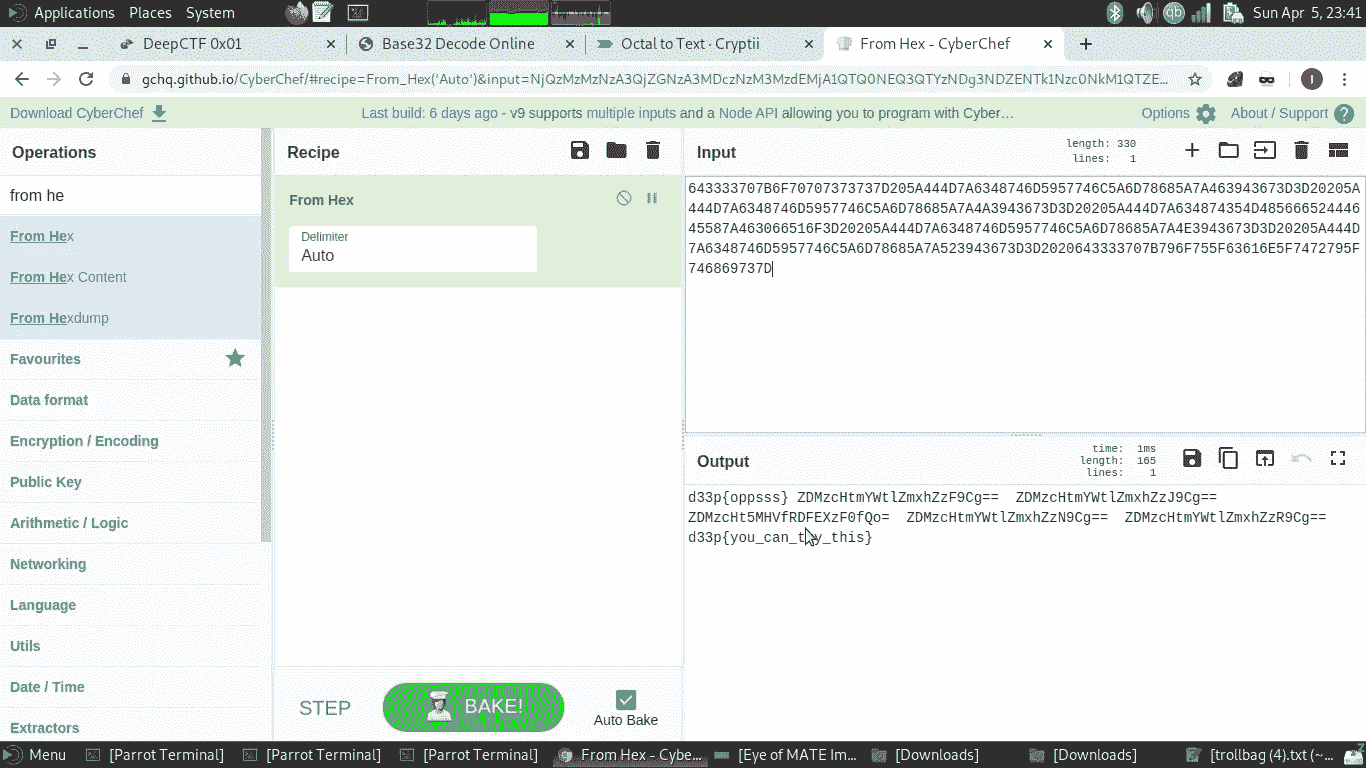 Applications Places System
Sun Apr 5, 23:41
DeepCTF 0x01
Base32 Decode Online
Octal to Text · Cryptii
From Hex - CyberChef
gchq.github.io/CyberChef/#recipe=From_Hex('Auto')&input=NjQzMzMzNzA3QjZGNzA3MDczNzM3MzdEMjA1QTQ0NEQ3QTYzNDg3NDZENTk1Nzc0NkM1QTZE...
I
Download CyberChef
Last build: 6 days ago - v9 supports multiple inputs and a Node API allowing you to program with Cyber…
Options
About / Support
Operations
from he
From Hex
From Hex Content
From Hexdump
Favourites
Data format
Encryption / Encoding
Public Key
Arithmetic / Logic
Networking
Language
Utils
Date / Time
Extractors
Recipe
From Hex
Delimiter
Auto
STEP
BAKE!
Auto Bake
Input
length: 330
lines: 1
643333707B6F70707373737D205A444D7A6348746D5957746C5A6D78685A7A463943673D3D20205A
444D7A6348746D5957746C5A6D78685A7A4A3943673D3D20205A444D7A634874354D485666524446
45587A463066516F3D20205A444D7A6348746D5957746C5A6D78685A7A4E3943673D3D20205A444D
7A6348746D5957746C5A6D78685A7A523943673D3D2020643333707B796F755F63616E5F7472795F
746869737D
Output
time: 1ms
length: 165
lines: 1
d33p{oppsss} ZDMzcHtmYWtlZmxhZzF9Cg== ZDMzcHtmYWtlZmxhZzJ9Cg==
ZDMzcHt5MHVfRDFEXzF0fQo= ZDMzcHtmYWtlZmxhZzN9Cg== ZDMzcHtmYWtlZmxhZzR9Cg==
d33p{you_can_try_this}
Menu
[Parrot Terminal]
[Parrot Terminal]
[Parrot Terminal]
From Hex - Cybe...
[Eye of MATE Im...
[Downloads]
[Downloads]
[trollbag (4).txt (~...